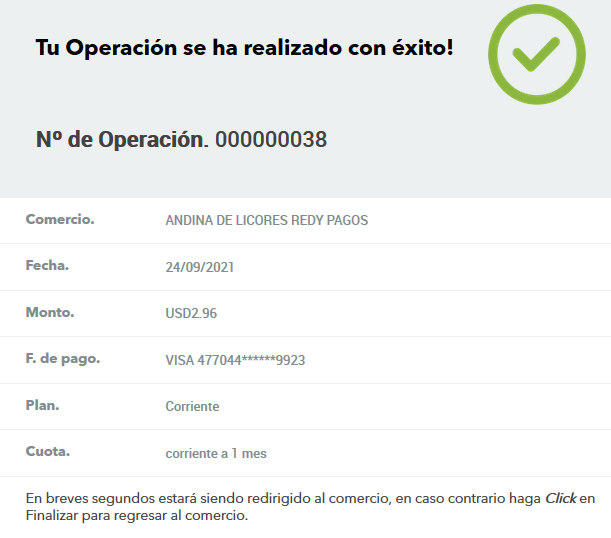 Tu Operación se ha realizado con éxito!
Nº de Operación. 000000038
Comercio. ANDINA DE LICORES REDY PAGOS
Fecha. 24/09/2021
Monto. USD2.96
F. de pago. VISA 477044******9923
Plan. Corriente
Cuota. corriente a 1 mes
En breves segundos estará siendo redirigido al comercio, en caso contrario haga Click en
Finalizar para regresar al comercio.